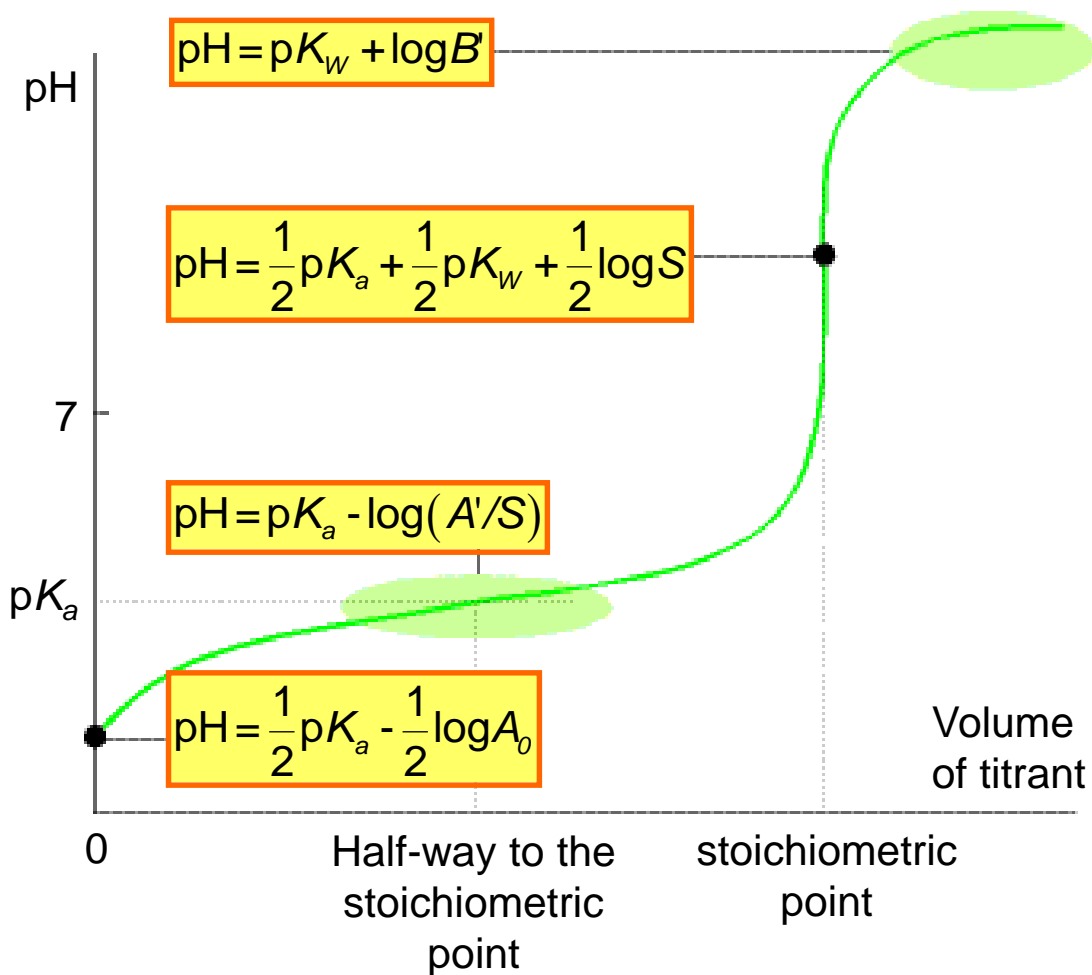 pH = pK_W + logB'
pH
pH = 1/2 pK_a + 1/2 pK_W + 1/2 logS
7
pH = pK_a - log(A'/S)
pK_a
pH = 1/2 pK_a - 1/2 logA_0
Volume
of titrant
0
Half-way to the
stoichiometric
point
stoichiometric
point